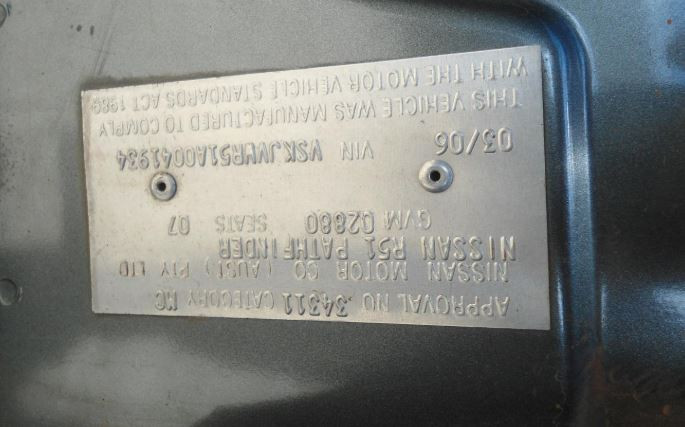 APPROVAL NO 34311 CATEGORY MC
NISSAN MOTOR CO (AUST) PTY LTD
NISSAN R51 PATHFINDER
GVM 02880 SEATS 07
03/06 VIN VSKJVWR51A0041934
THIS VEHICLE WAS MANUFACTURED TO COMPLY
WITH THE MOTOR VEHICLE STANDARDS ACT 1989